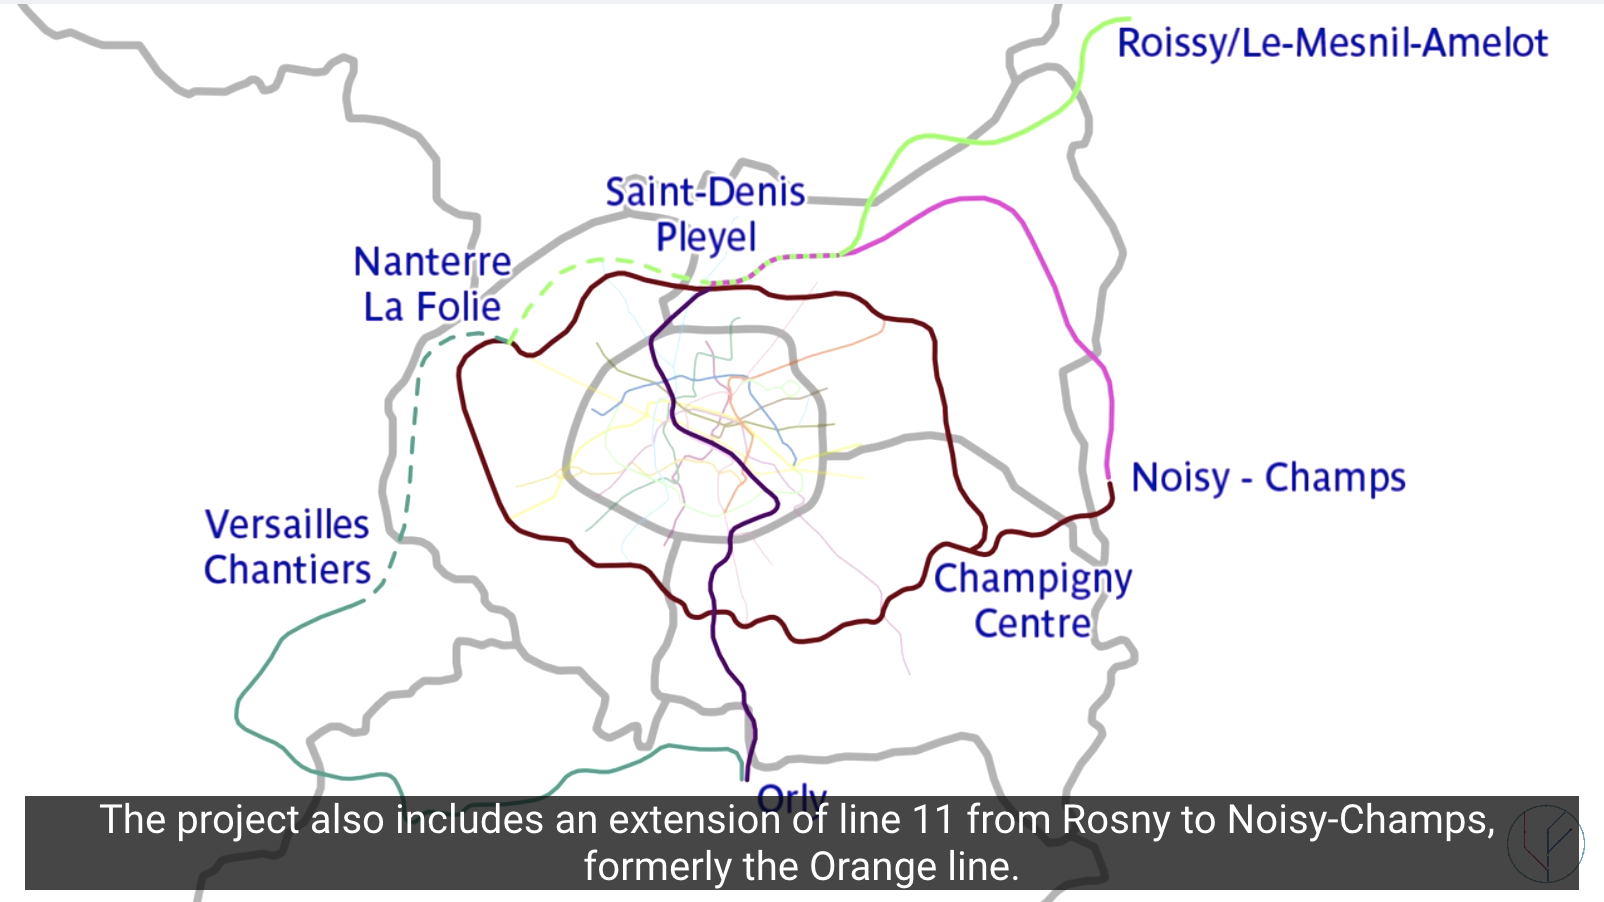 Roissy/Le-Mesnil-Amelot
Saint-Denis
Pleyel
Nanterre
La Folie
Noisy - Champs
Versailles
Chantiers
Champigny
Centre
Orly
The project also includes an extension of line 11 from Rosny to Noisy-Champs,
formerly the Orange line.